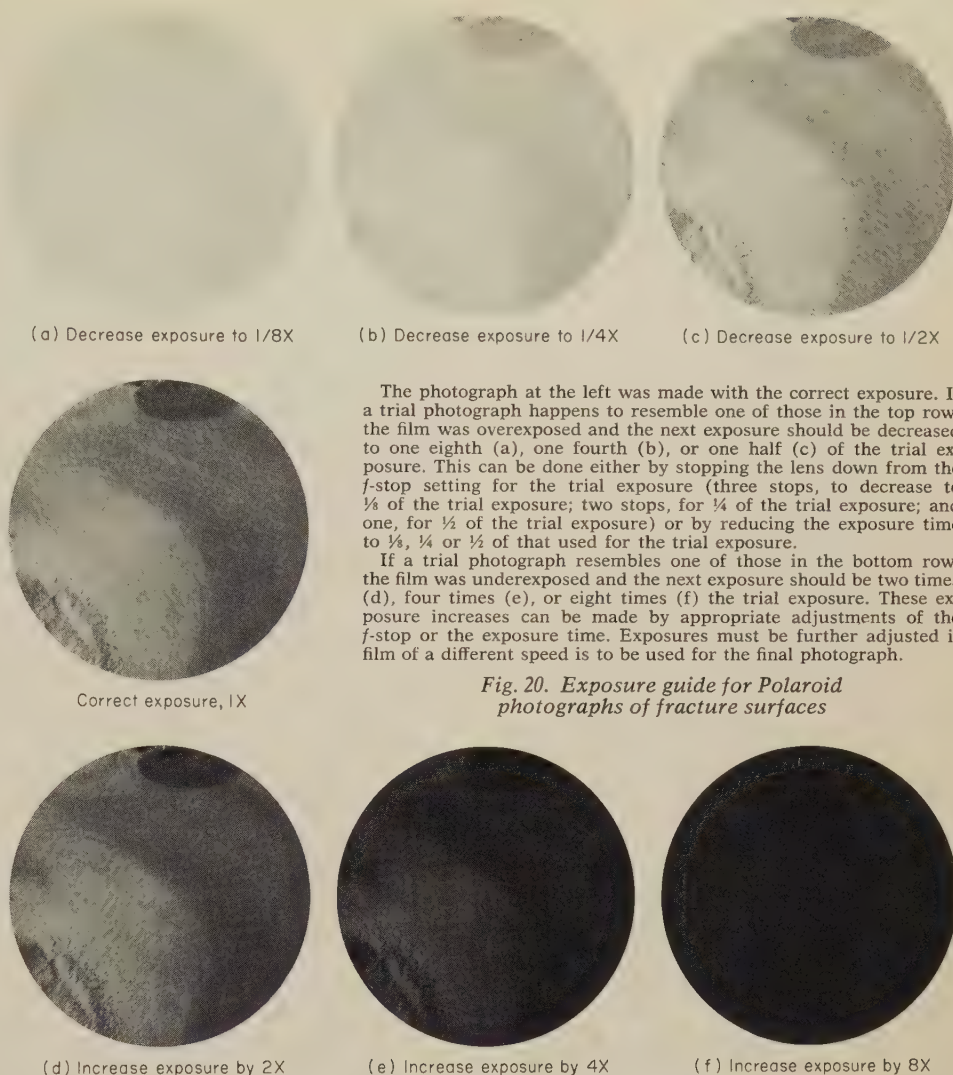 (a) Decrease exposure to 1/8X
(b) Decrease exposure to 1/4X
(c) Decrease exposure to 1/2X
The photograph at the left was made with the correct exposure.
a trial photograph happens to resemble one of those in the top row
the film was overexposed and the next exposure should be decreased
to one eighth (a), one fourth (b), or one half (c) of the trial ex
posure. This can be done either by stopping the lens down from
f-stop setting for the trial exposure (three stops, to decrease
⅛ of the trial exposure; two stops, for ¼ of the trial exposure; and
one, for ½ of the trial exposure) or by reducing the exposure time
to ⅛, ¼ or ½ of that used for the trial exposure.
If a trial photograph resembles one of those in the bottom row
the film was underexposed and the next exposure should be two
(d), four times (e), or eight times (f) the trial exposure. These ex
posure increases can be made by appropriate adjustments of
f-stop or the exposure time. Exposures must be further adjusted
film of a different speed is to be used for the final photograph.
Correct exposure, 1X
Fig. 20. Exposure guide for Polaroid
photographs of fracture surfaces
(d) Increase exposure by 2X
(e) Increase exposure by 4X
(f) Increase exposure by 8X